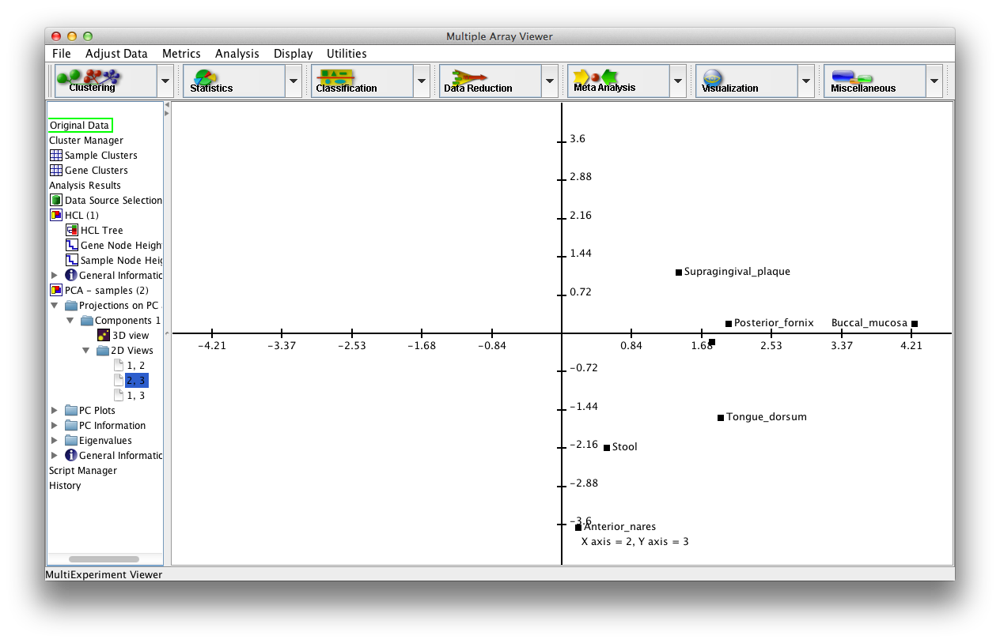 Multiple Array Viewer
File Adjust Data Metrics Analysis Display Utilities
Clustering Statistics Classification Data Reduction Meta Analysis Visualization Miscellaneous
Original Data
Cluster Manager
Sample Clusters
Gene Clusters
Analysis Results
Data Source Selection
HCL (1)
HCL Tree
Gene Node Heigh
Sample Node Heig
General Informatic
PCA - samples (2)
Projections on PC
Components 1
3D view
2D Views
1, 2
2, 3
1, 3
PC Plots
PC Information
Eigenvalues
General Informatic
Script Manager
History
3.6
2.88
2.16
1.44
Supragingival_plaque
0.72
Posterior_fornix Buccal_mucosa
-4.21 -3.37 -2.53 -1.68 -0.84 0.84 1.68 2.53 3.37 4.21
-0.72
-1.44
Tongue_dorsum
-2.16 Stool
-2.88
-3.6
Anterior_nares
X axis = 2, Y axis = 3
MultiExperiment Viewer